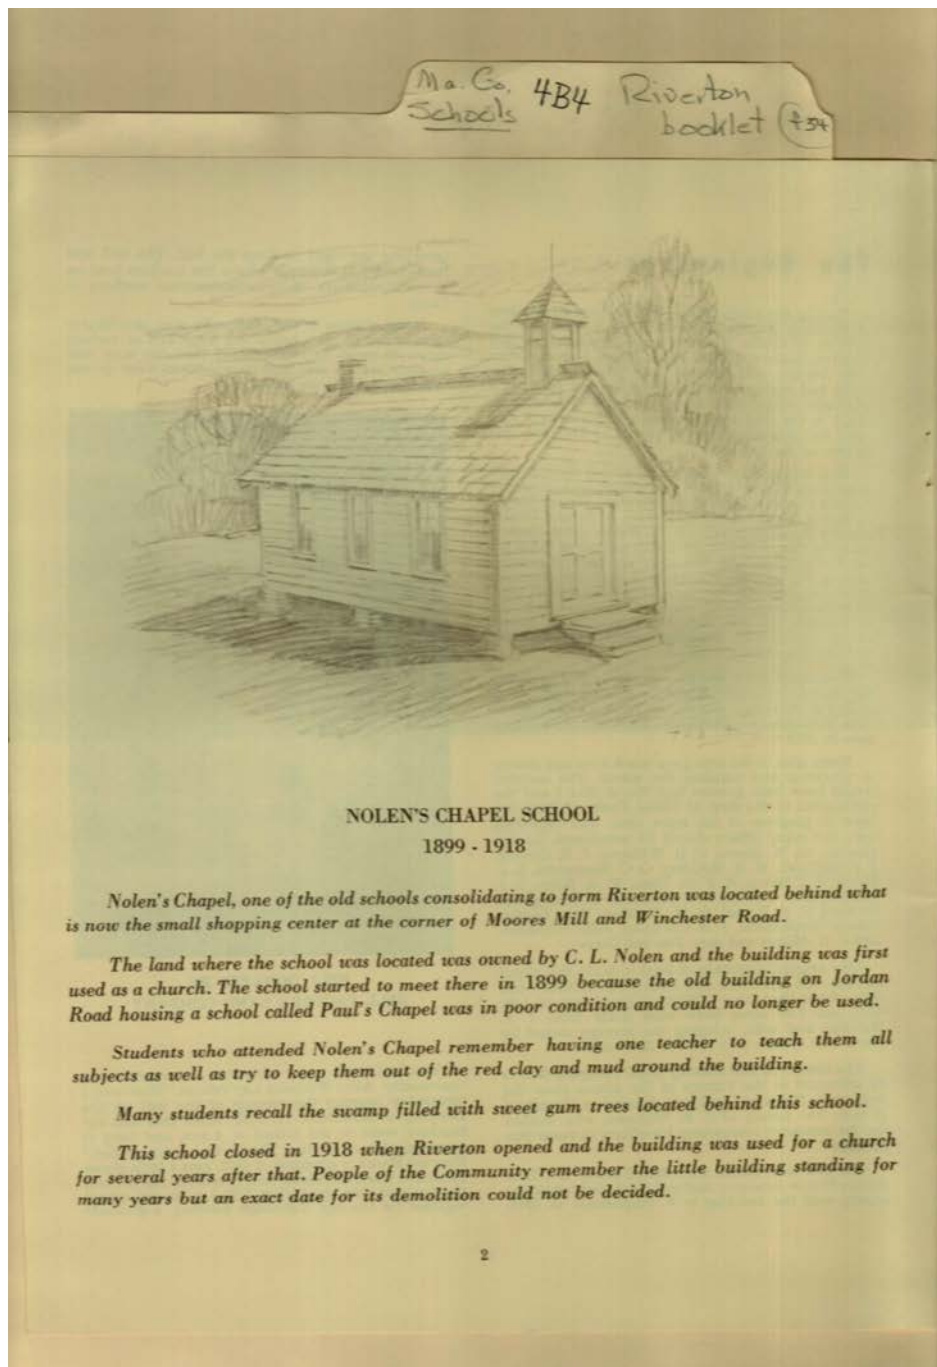 Ma. Co. 4B4 Riverton
Schools booklet
NOLEN'S CHAPEL SCHOOL
1899 - 1918
Nolen's Chapel, one of the old schools consolidating to form Riverton was located behind what
is now the small shopping center at the corner of Moores Mill and Winchester Road.
The land where the school was located was owned by C. L. Nolen and the building was first
used as a church. The school started to meet there in 1899 because the old building on Jordan
Road housing a school called Paul's Chapel was in poor condition and could no longer be used.
Students who attended Nolen's Chapel remember having one teacher to teach them all
subjects as well as try to keep them out of the red clay and mud around the building.
Many students recall the swamp filled with sweet gum trees located behind this school.
This school closed in 1918 when Riverton opened and the building was used for a church
for several years after that. People of the Community remember the little building standing for
many years but an exact date for its demolition could not be decided.
2